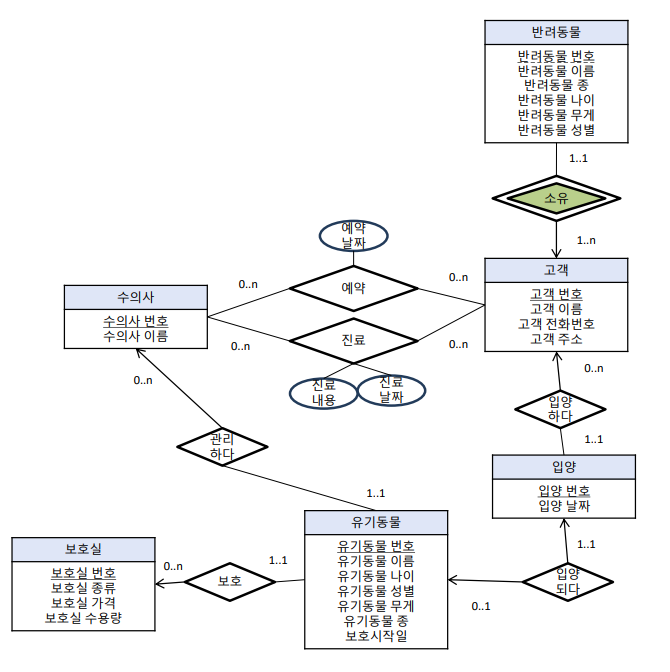 반려동물
반려동물 번호
반려동물 이름
반려동물 종
반려동물 나이
반려동물 무게
반려동물 성별
1..1
소유
1..n
고객
고객 번호
고객 이름
고객 전화번호
고객 주소
예약
날짜
예약
0..n
0..n
수의사
수의사 번호
수의사 이름
진료
0..n
0..n
진료
내용
진료
날짜
0..n
입양
하다
1..1
0..n
관리
하다
1..1
입양
입양 번호
입양 날짜
1..1
입양
되다
0..1
유기동물
유기동물 번호
유기동물 이름
유기동물 나이
유기동물 성별
유기동물 무게
유기동물 종
보호시작일
1..1
보호
0..n
보호실
보호실 번호
보호실 종류
보호실 가격
보호실 수용량